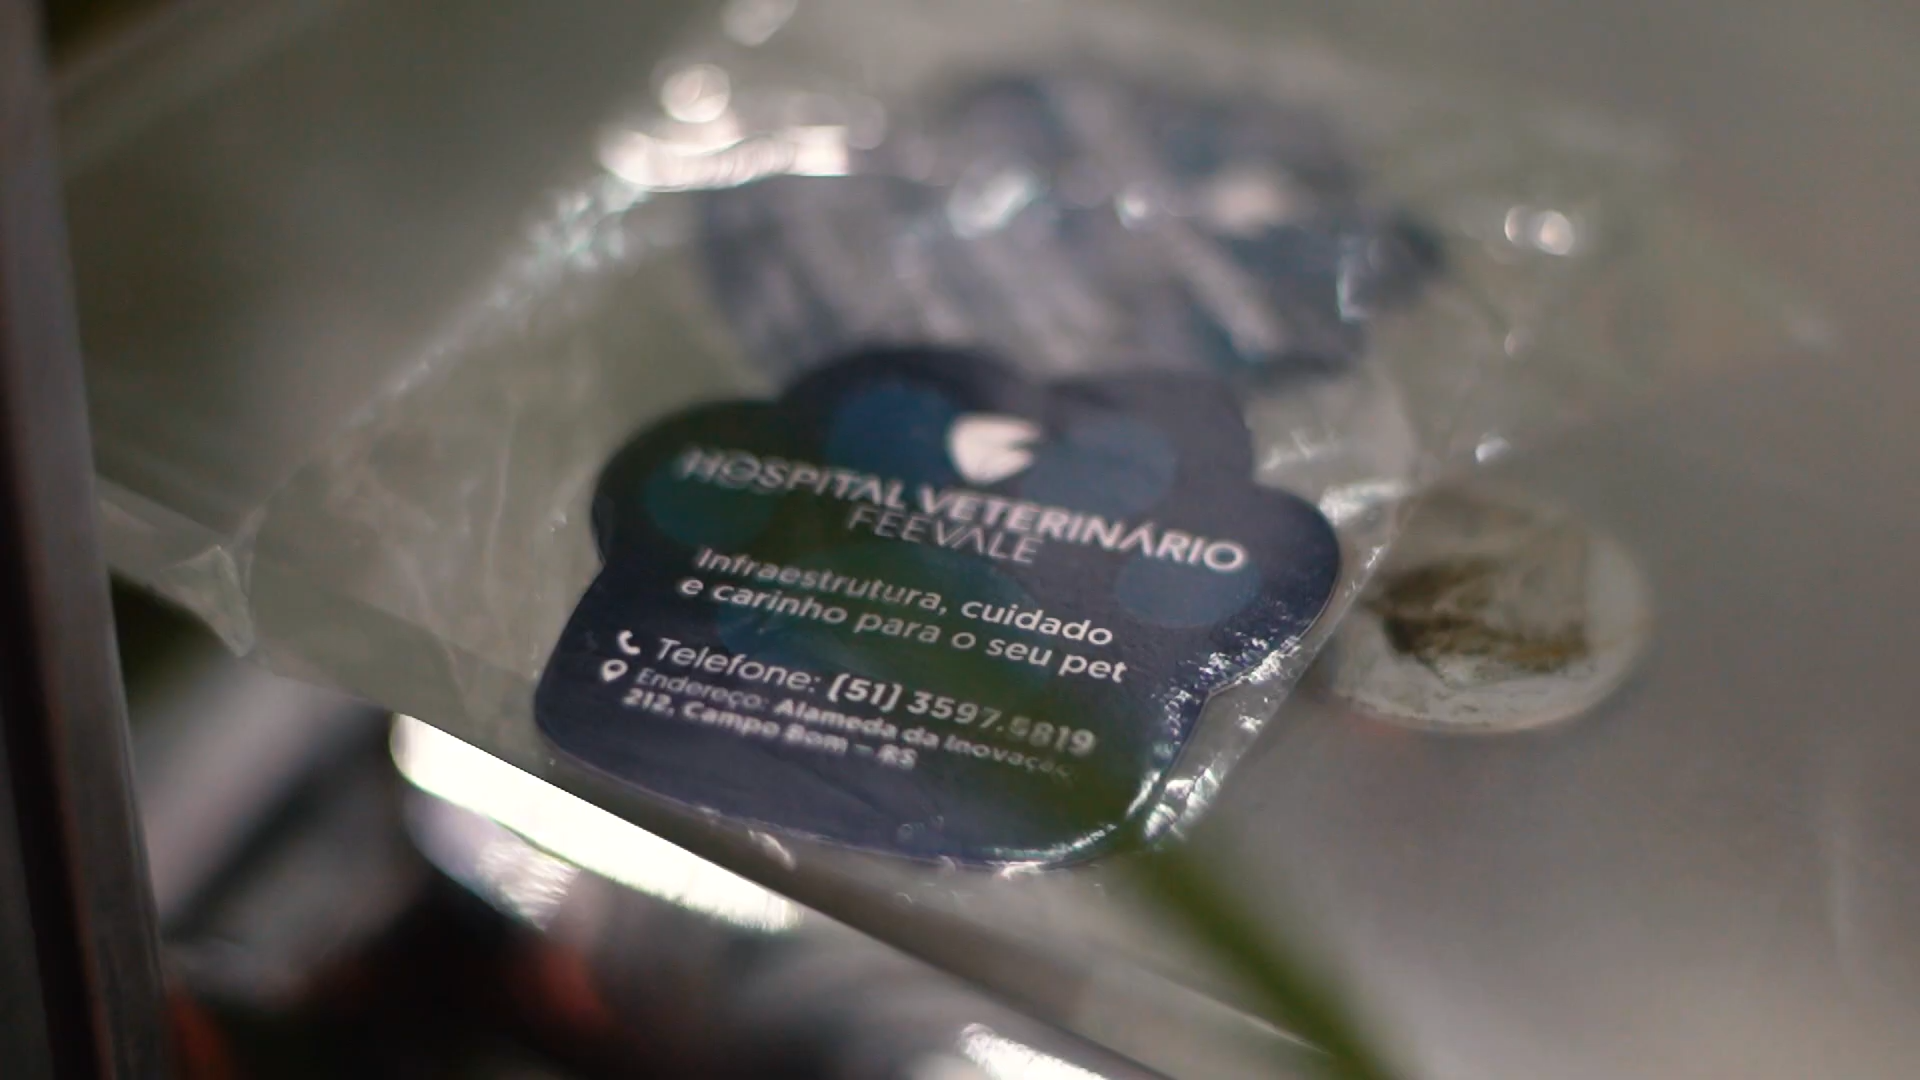 HOSPITAL VETERINÁRIO
FEEVALE
Infraestrutura, cuidado
e carinho para o seu pet
Telefone: (51) 3597.5819
Endereço: Alameda da Inovação,
212, Campo Bom - RS